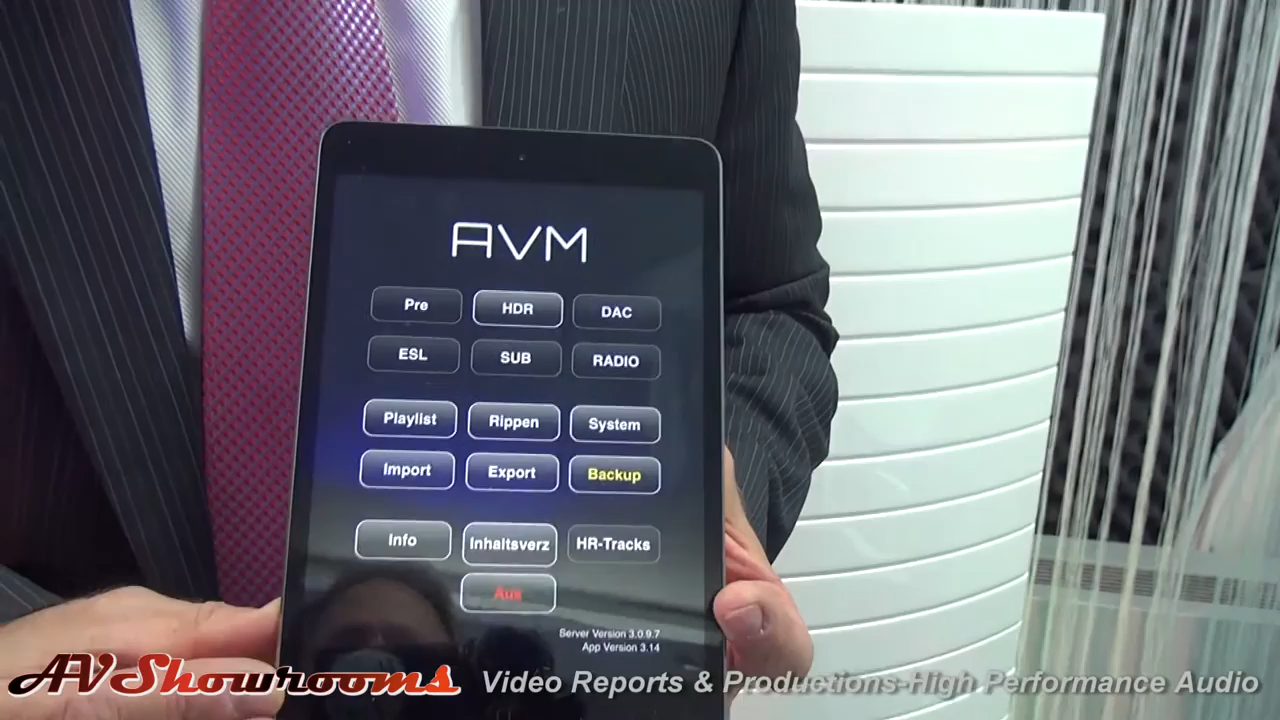 AVM
Pre HDR DAC
ESL SUB RADIO
Playlist Rippen System
Import Export Backup
Info Inhaltsverz HR-Tracks
Aus
Server Version 3.0.9.7
App Version 3.14
AVShowrooms Video Reports & Productions-High Performance Audio